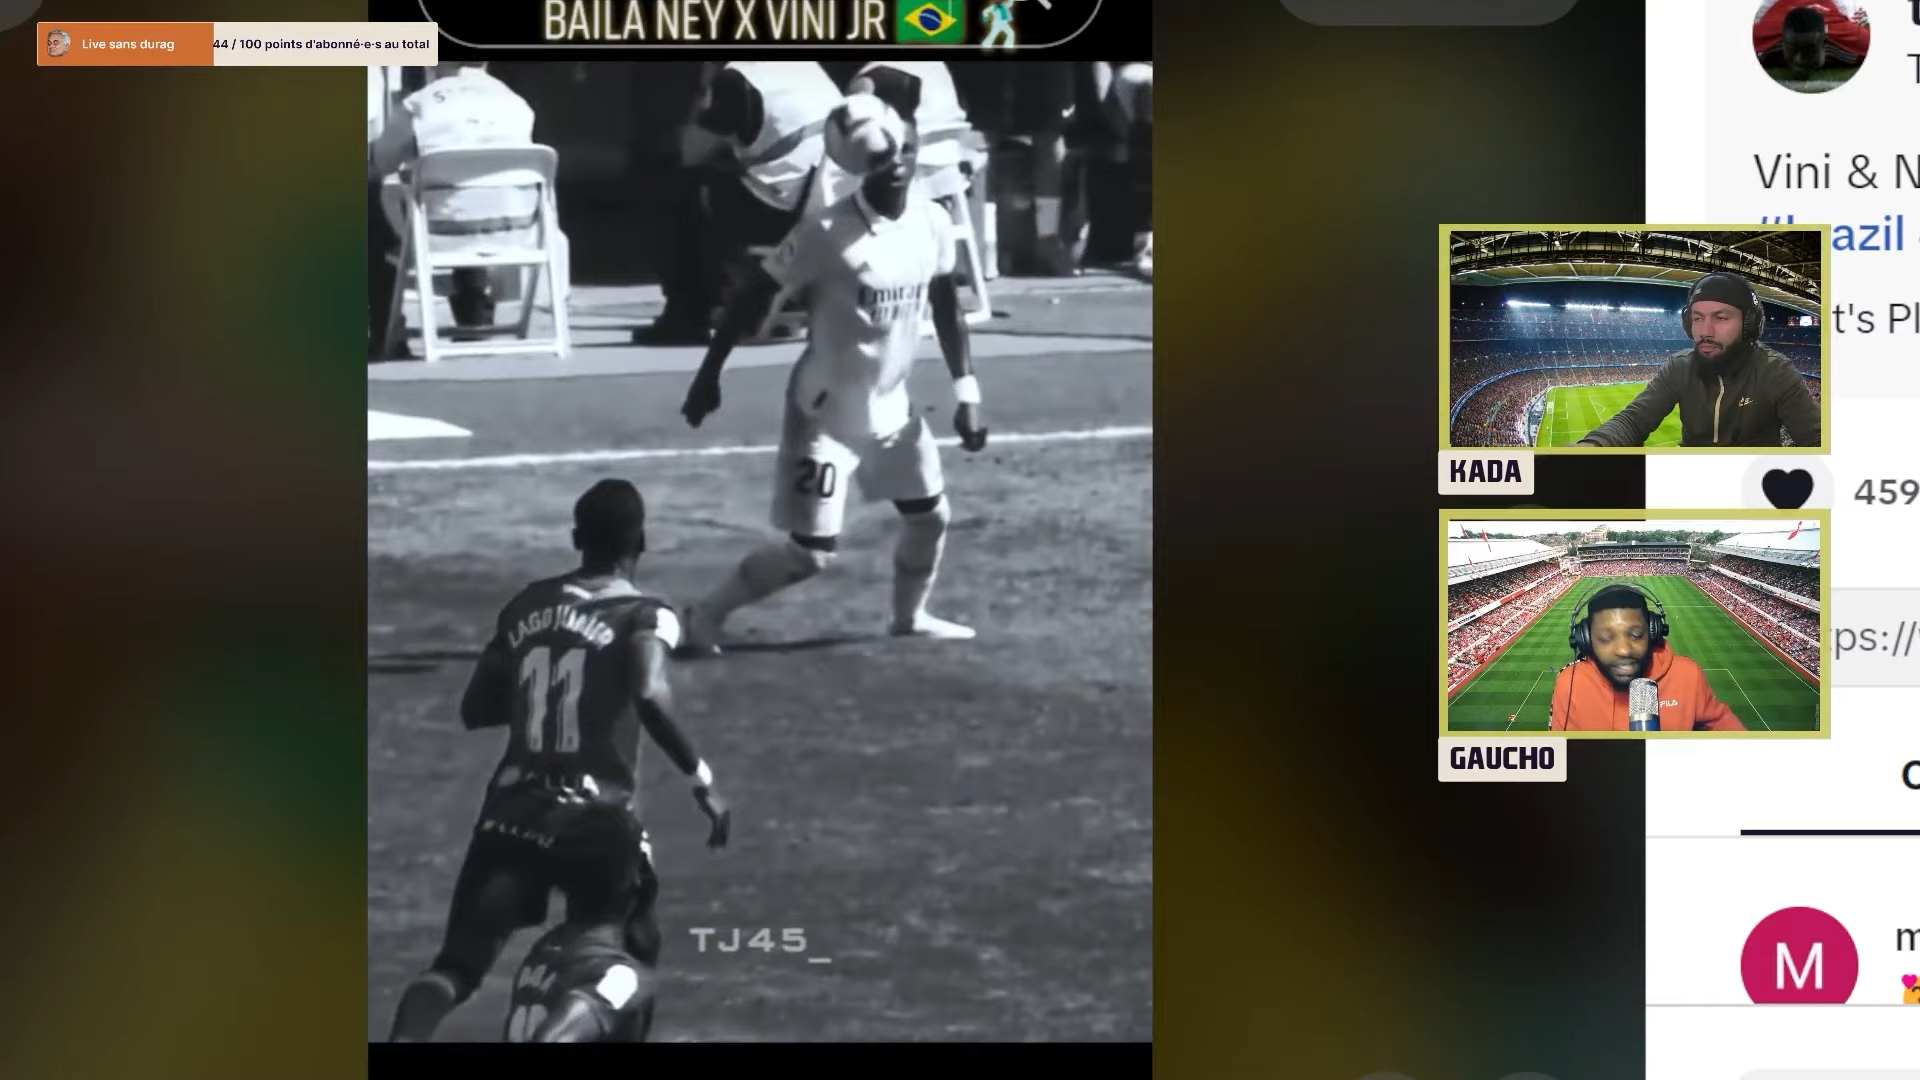 BAILA NEY X VINI JR
Live sans durag
44 / 100 points d'abonné·e·s au total
Vini & N
azil
t's Pl
20
KADA
459
LAGO JUNIOR
11
FILA
ps://
GAUCHO
TJ45_
M
m